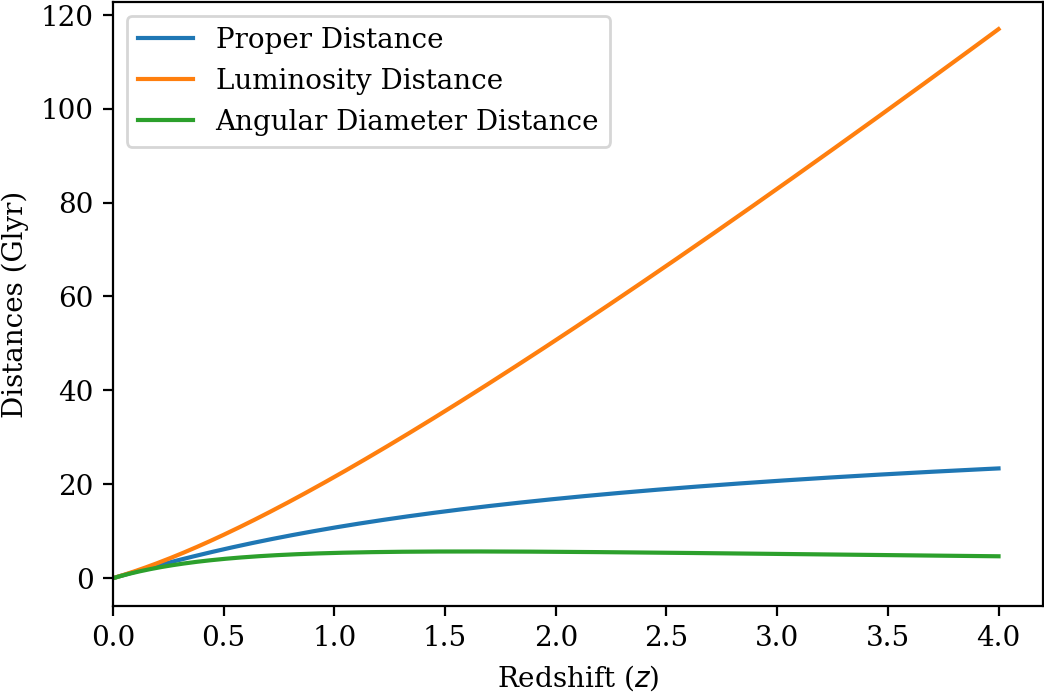 120
100
80
60
40
20
0
Distances (Glyr)
Proper Distance
Luminosity Distance
Angular Diameter Distance
0.0 0.5 1.0 1.5 2.0 2.5 3.0 3.5 4.0
Redshift (z)